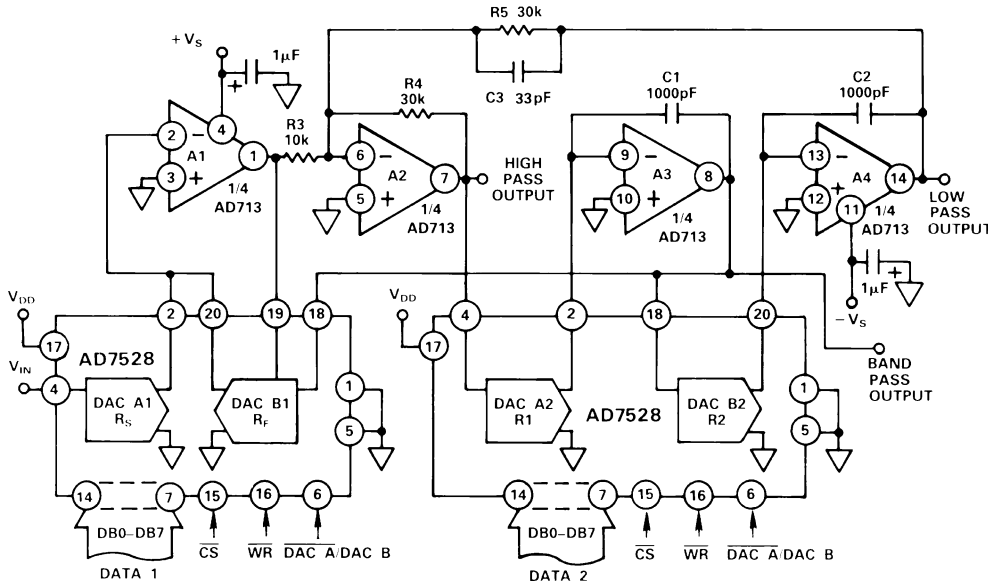 R5 30k
C3 33pF
+VS
1μF
+
R4
30k
C1
1000pF
C2
1000pF
R3
10k
2
−
4
A1
1
3
+
1/4
AD713
6
−
A2
7
5
+
1/4
AD713
HIGH
PASS
OUTPUT
9
−
A3
8
10
+
1/4
AD713
13
−
A4
14
12
+
11
1/4
AD713
LOW
PASS
OUTPUT
1μF
+
−VS
VDD
17
2
20
19
18
VIN
4
AD7528
DAC A1
RS
DAC B1
RF
1
5
14
7
15
16
6
DB0–DB7
CS
WR
DAC A/DAC B
DATA 1
VDD
17
4
2
18
20
BAND
PASS
OUTPUT
DAC A2
R1
AD7528
DAC B2
R2
1
5
14
7
15
16
6
DB0–DB7
CS
WR
DAC A/DAC B
DATA 2